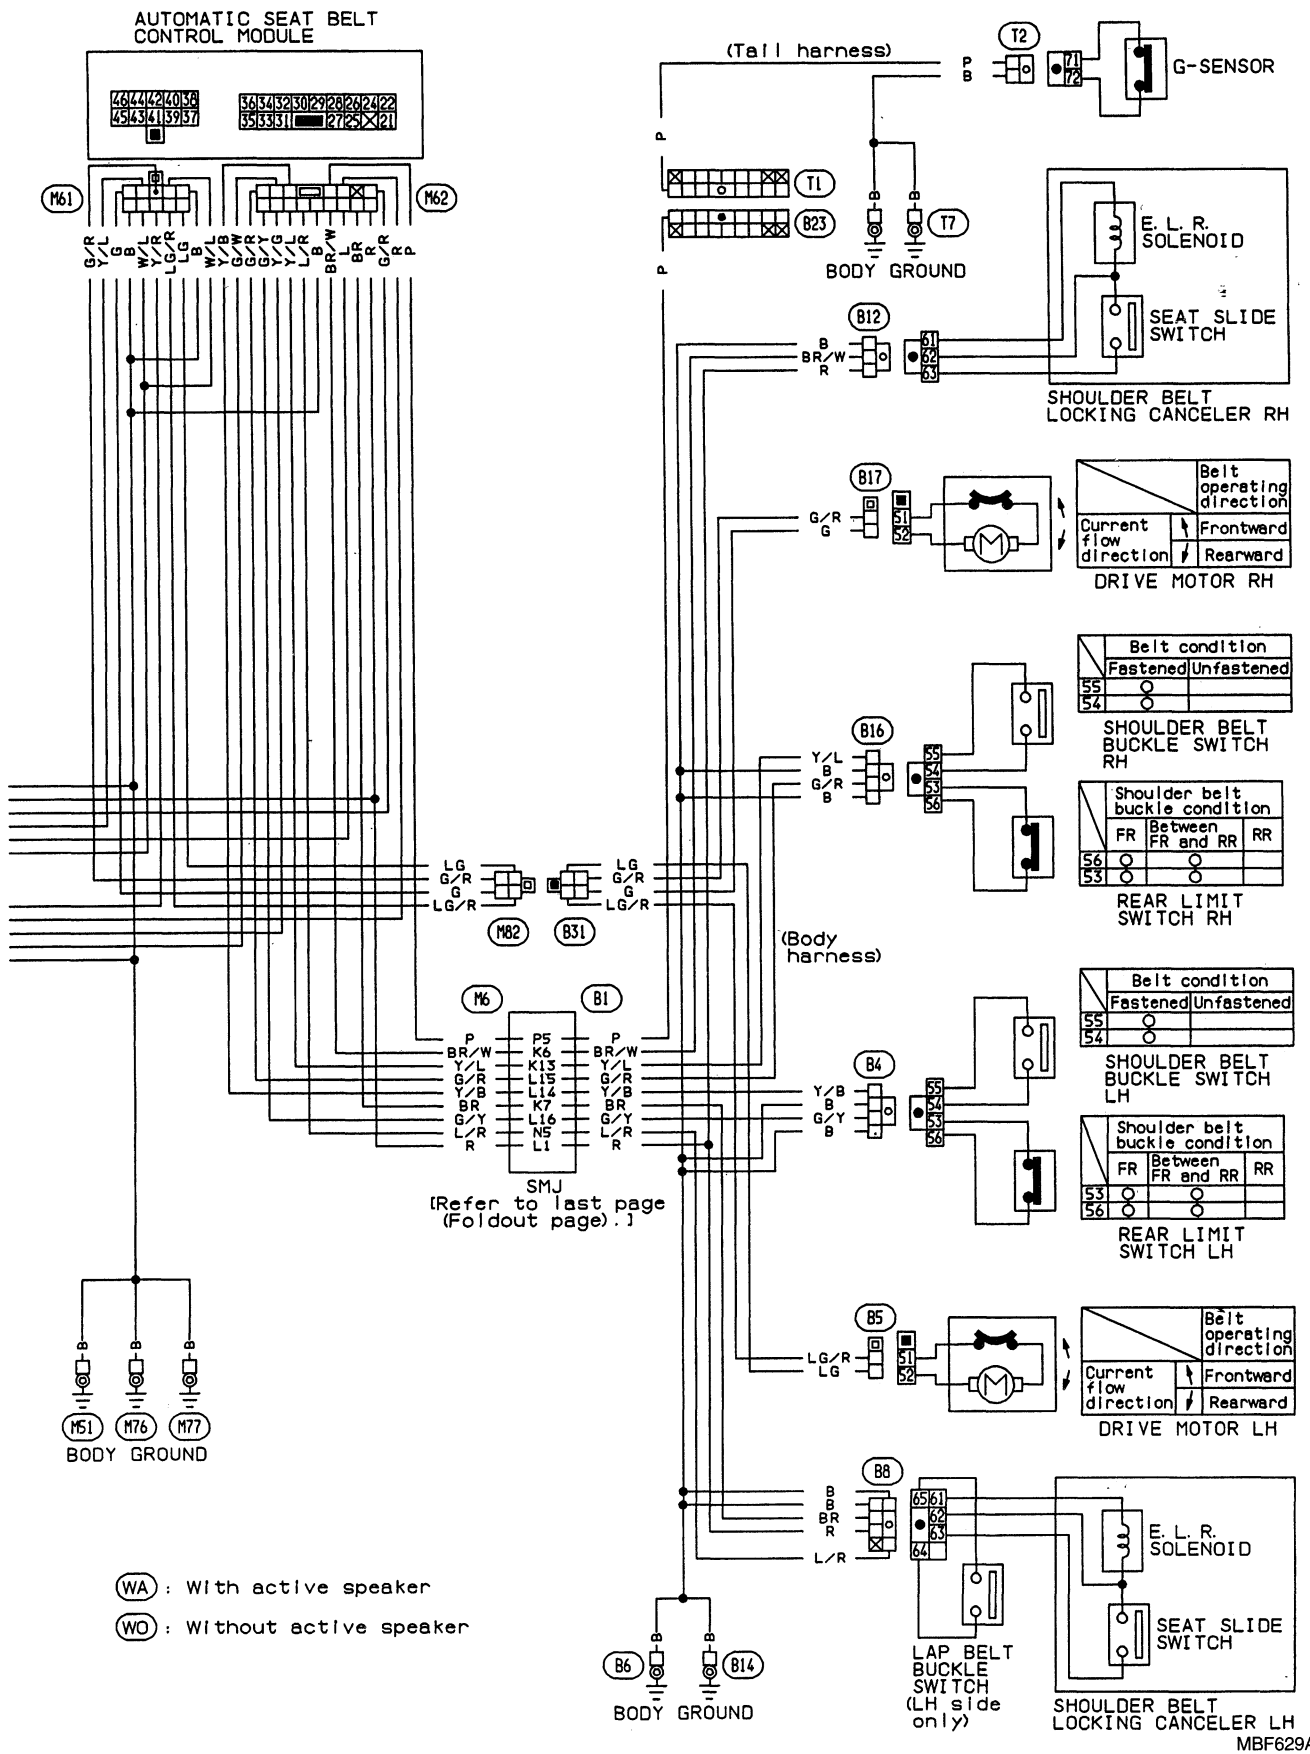 AUTOMATIC SEAT BELT
CONTROL MODULE
46 44 42 40 38
45 43 41 39 37
36 34 32 30 29 28 26 24 22
35 33 31 27 25 21
M61
M62
G/R
Y/L
G
B
W/L
Y/R
LG/R
LG
B
W/L
Y/B
G/W
G/R
G/Y
Y/G
Y/L
L/R
B
BR/W
L
BR
R
G/R
R
P
(Tail harness)
T2
P
B
71
72
G-SENSOR
P
T1
B23
P
B
B
T7
BODY GROUND
E. L. R.
SOLENOID
SEAT SLIDE
SWITCH
B12
B
BR/W
R
61
62
63
SHOULDER BELT
LOCKING CANCELER RH
B17
G/R
G
51
52
M
Belt
operating
direction
Current
flow
direction
Frontward
Rearward
DRIVE MOTOR RH
Belt condition
Fastened Unfastened
55
54
SHOULDER BELT
BUCKLE SWITCH
RH
B16
Y/L
B
G/R
B
55
54
53
56
Shoulder belt
buckle condition
FR Between
FR and RR RR
56
53
REAR LIMIT
SWITCH RH
LG
G/R
G
LG/R
M82
B31
LG
G/R
G
LG/R
(Body
harness)
M6
B1
P P5 P
BR/W K6 BR/W
Y/L K13 Y/L
G/R L15 G/R
Y/B L14 Y/B
BR K7 BR
G/Y L16 G/Y
L/R N5 L/R
R L1 R
SMJ
[Refer to last page
(Foldout page).]
Belt condition
Fastened Unfastened
55
54
SHOULDER BELT
BUCKLE SWITCH
LH
B4
Y/B
B
G/Y
B
55
54
53
56
Shoulder belt
buckle condition
FR Between
FR and RR RR
53
56
REAR LIMIT
SWITCH LH
B
B
B
M51
M76
M77
BODY GROUND
B5
LG/R
LG
51
52
M
Belt
operating
direction
Current
flow
direction
Frontward
Rearward
DRIVE MOTOR LH
B8
B
B
BR
R
L/R
65 61
62
63
64
E. L. R.
SOLENOID
SEAT SLIDE
SWITCH
LAP BELT
BUCKLE
SWITCH
(LH side
only)
SHOULDER BELT
LOCKING CANCELER LH
B
B
B6
B14
BODY GROUND
WA : With active speaker
WO : Without active speaker
MBF629A